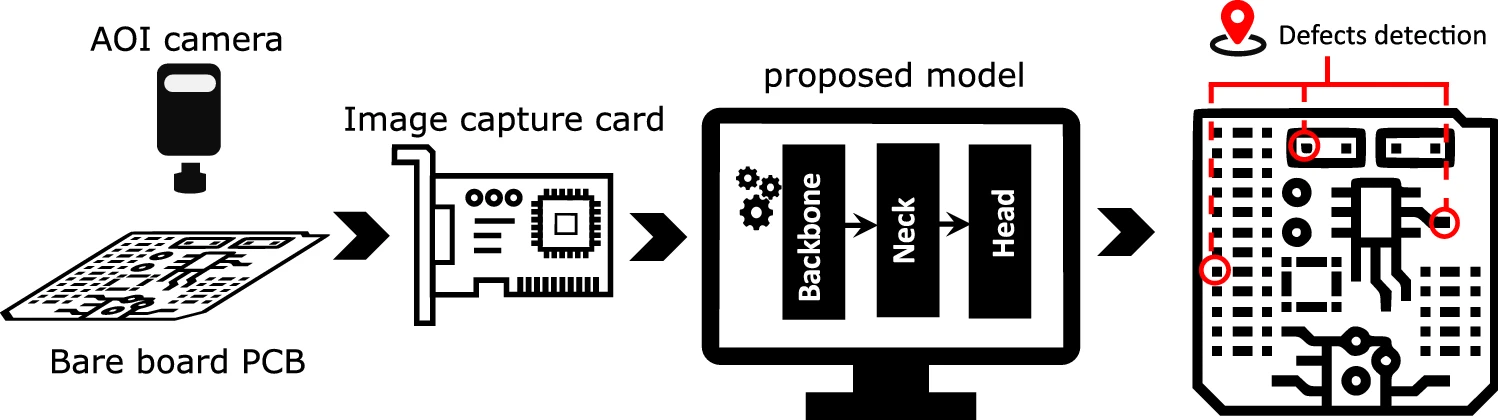 AOI camera
Bare board PCB
Image capture card
proposed model
Backbone
Neck
Head
Defects detection